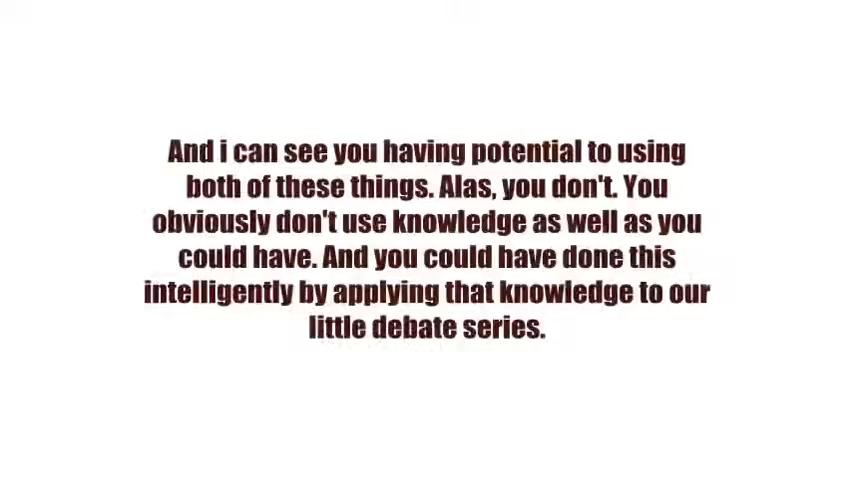 And i can see you having potential to using
both of these things. Alas, you don't. You
obviously don't use knowledge as well as you
could have. And you could have done this
intelligently by applying that knowledge to our
little debate series.